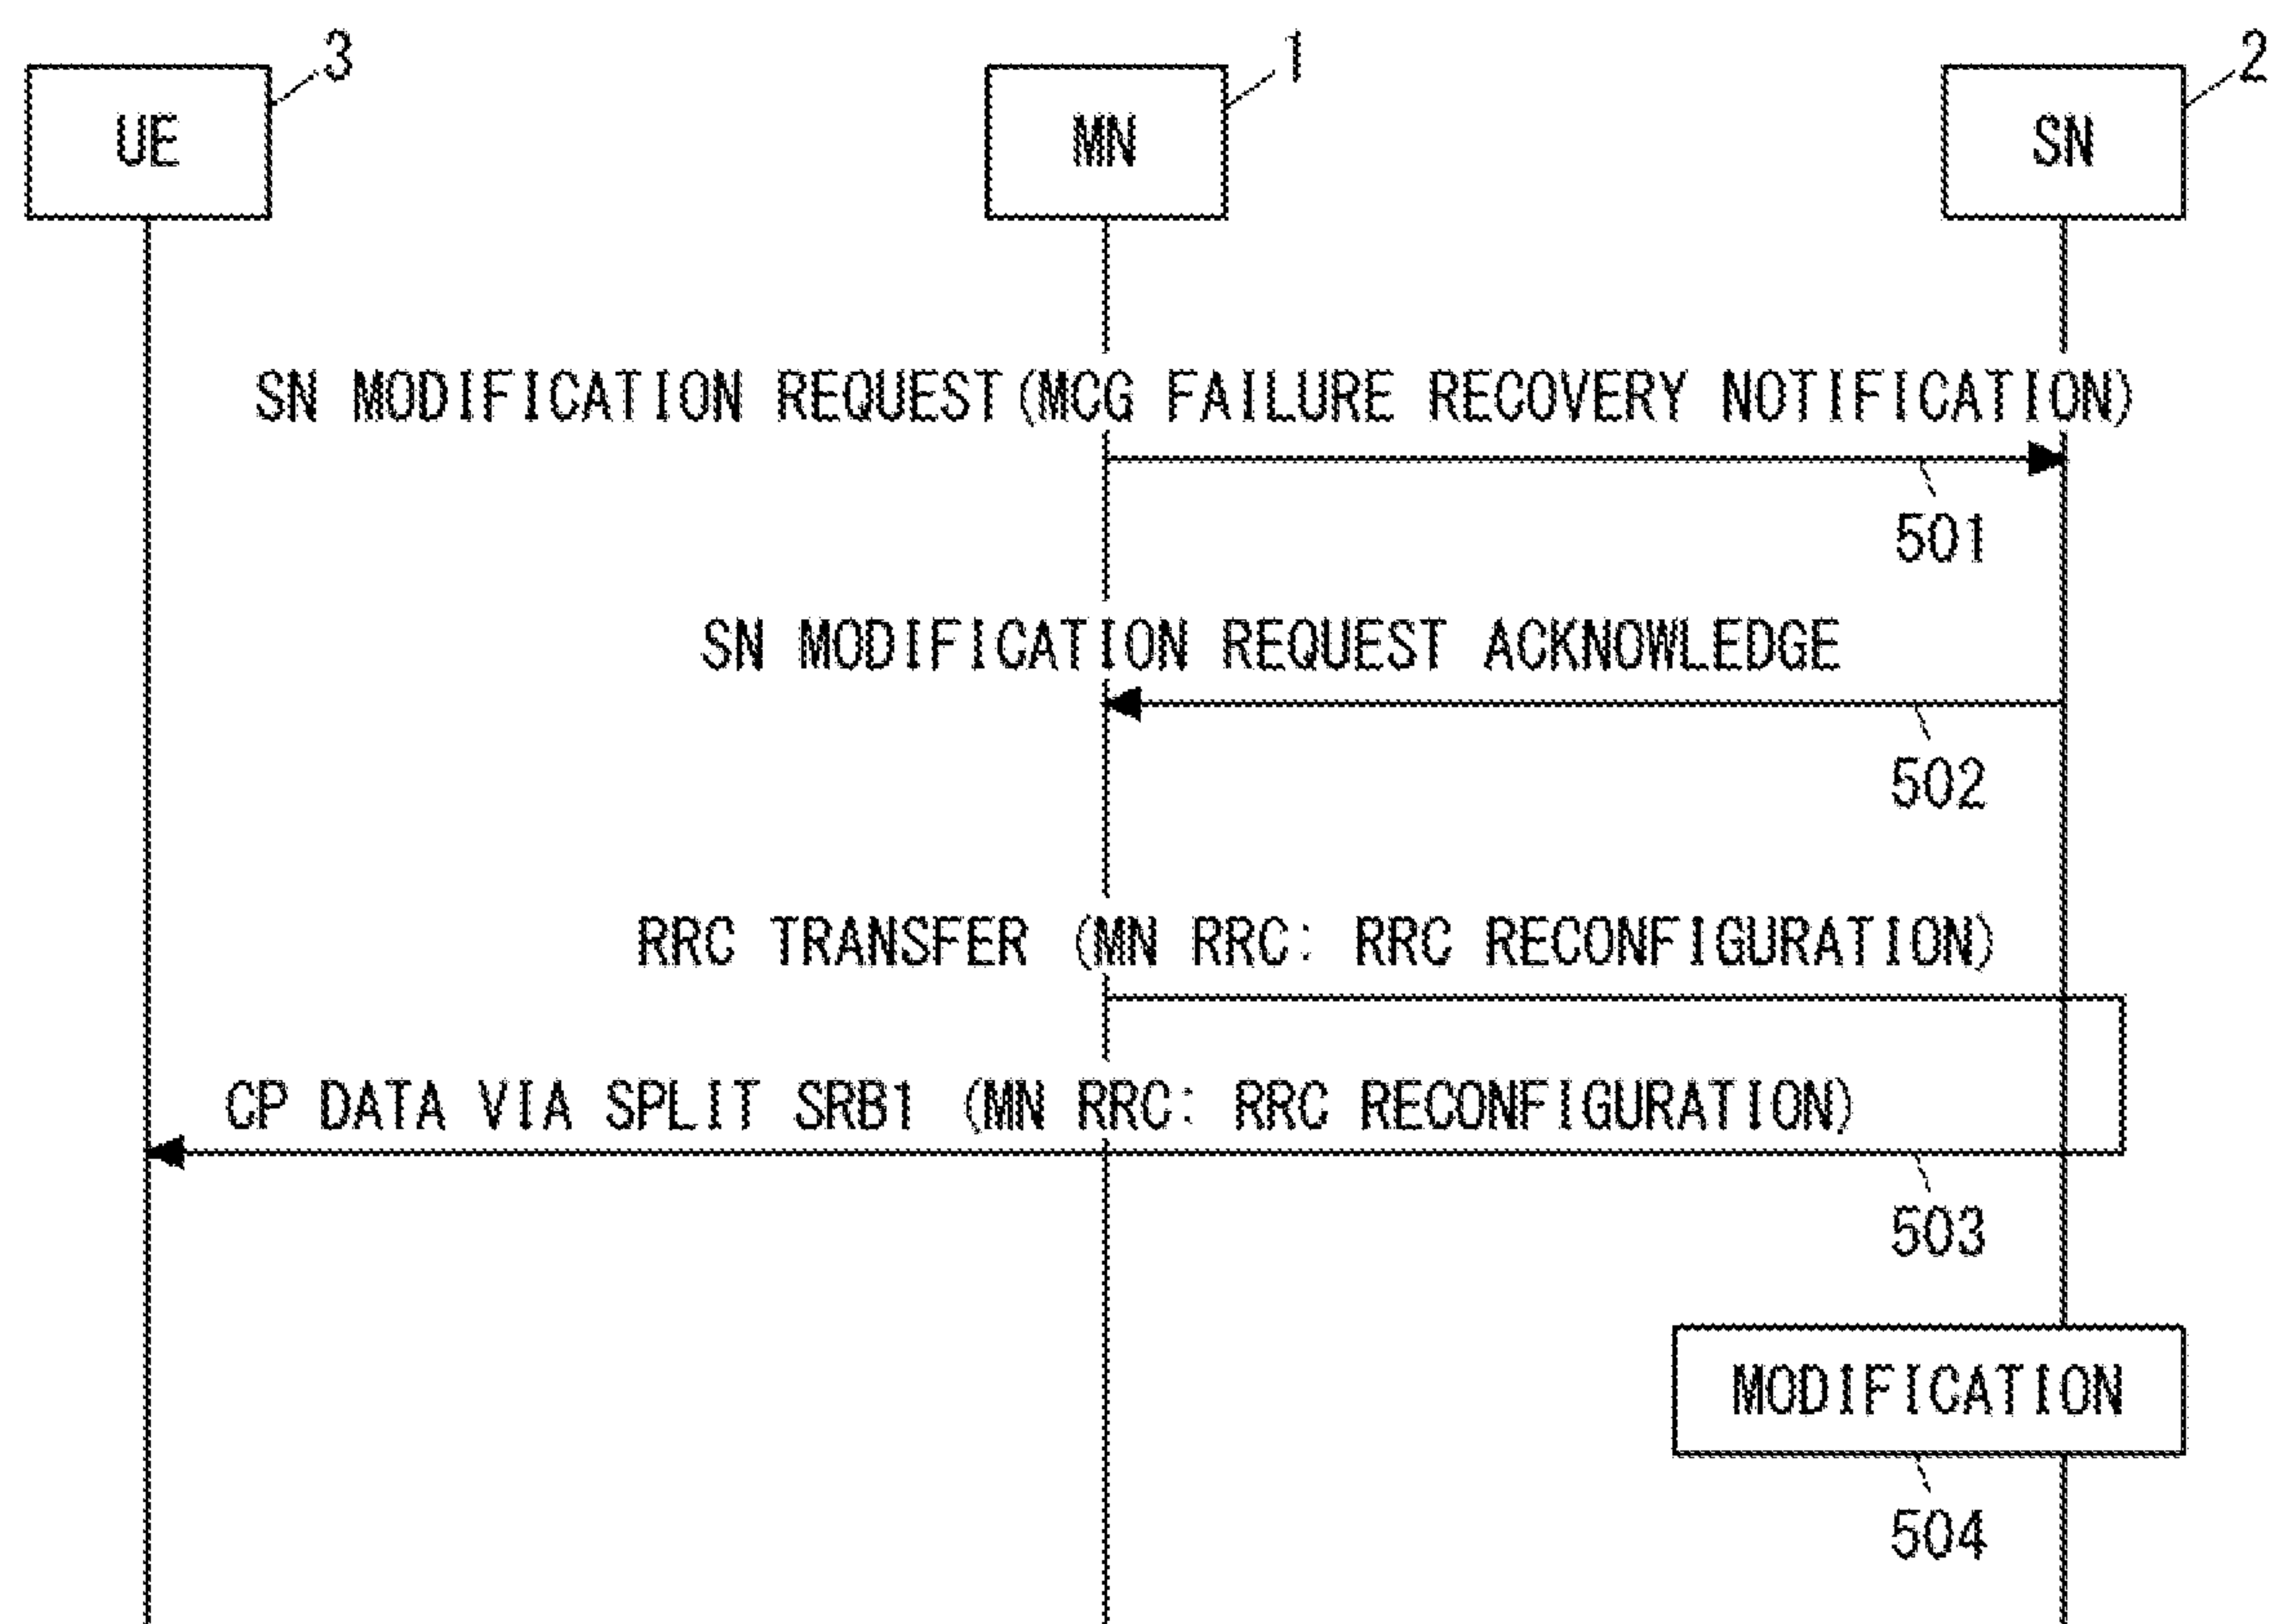 3
1
2
UE
MN
SN
SN MODIFICATION REQUEST(MCG FAILURE RECOVERY NOTIFICATION)
501
SN MODIFICATION REQUEST ACKNOWLEDGE
502
RRC TRANSFER (MN RRC: RRC RECONFIGURATION)
CP DATA VIA SPLIT SRB1 (MN RRC: RRC RECONFIGURATION)
503
MODIFICATION
504